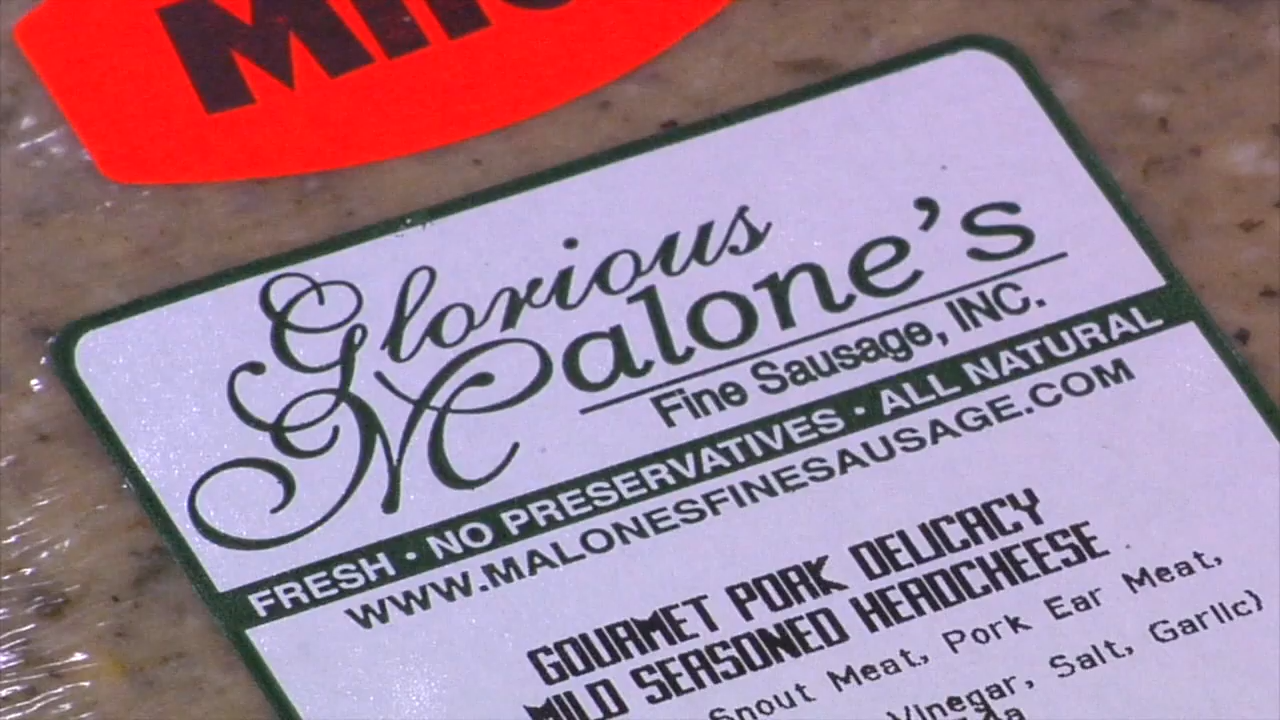 Glorious
Malone's
Fine Sausage, INC.
FRESH · NO PRESERVATIVES · ALL NATURAL
WWW.MALONESFINESAUSAGE.COM
GOURMET PORK DELICACY
MILD SEASONED HEADCHEESE
Snout Meat, Pork Ear Meat,
Vinegar, Salt, Garlic)